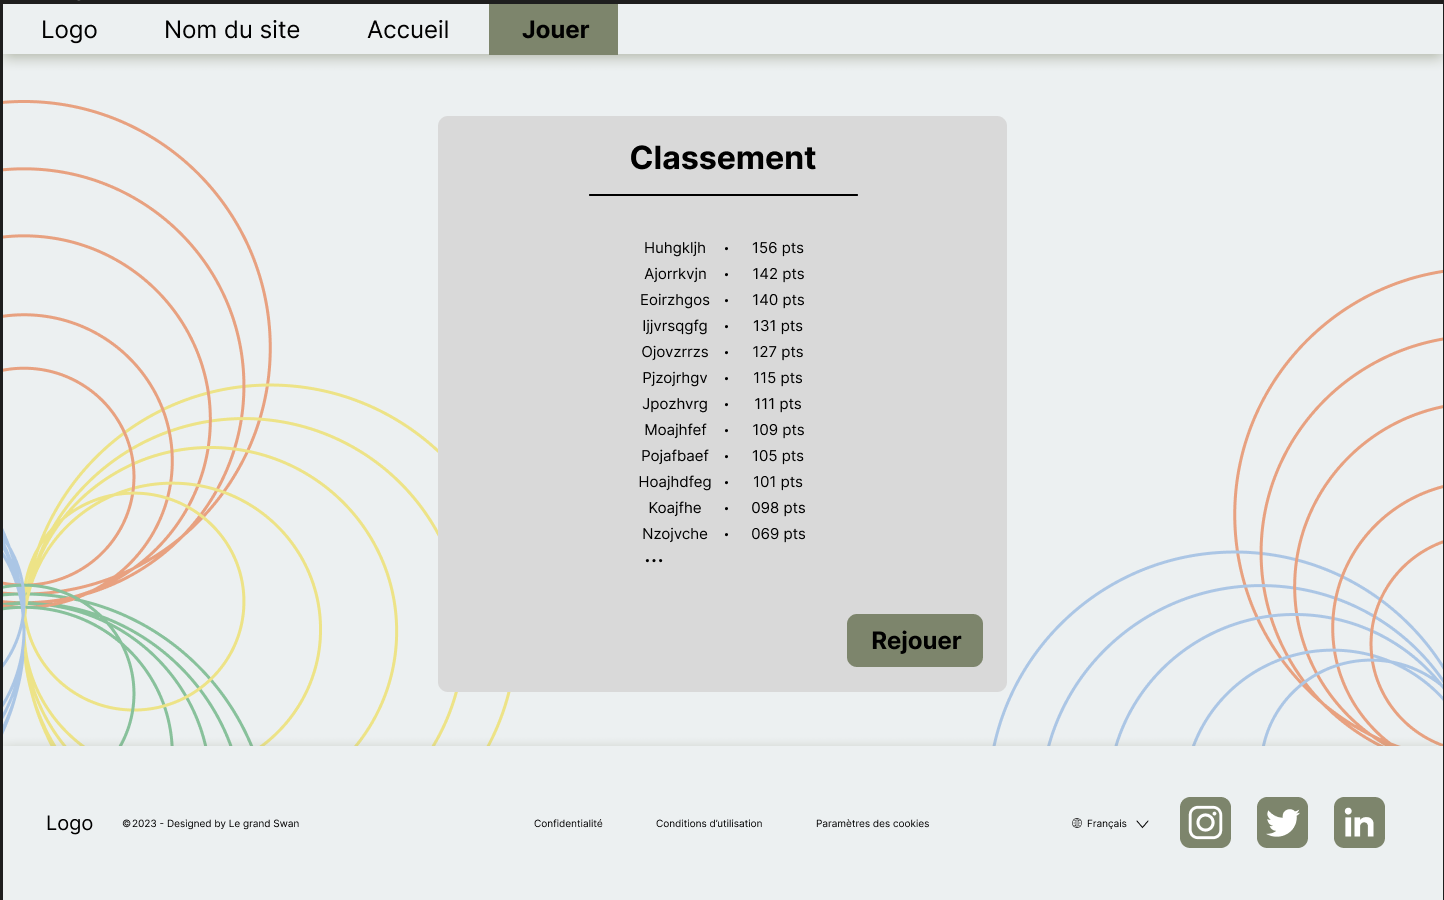 Logo Nom du site Accueil Jouer
Classement
Huhgkljh • 156 pts
Ajorrkvjn • 142 pts
Eoirzhgos • 140 pts
Ijjvrsqgfg • 131 pts
Ojovzrrzs • 127 pts
Pjzojrhgv • 115 pts
Jpozhvrg • 111 pts
Moajhfef • 109 pts
Pojafbaef • 105 pts
Hoajhdfeg • 101 pts
Koajfhe • 098 pts
Nzojvche • 069 pts
...
Rejouer
Logo ©2023 - Designed by Le grand Swan Confidentialité Conditions d'utilisation Paramètres des cookies Français in